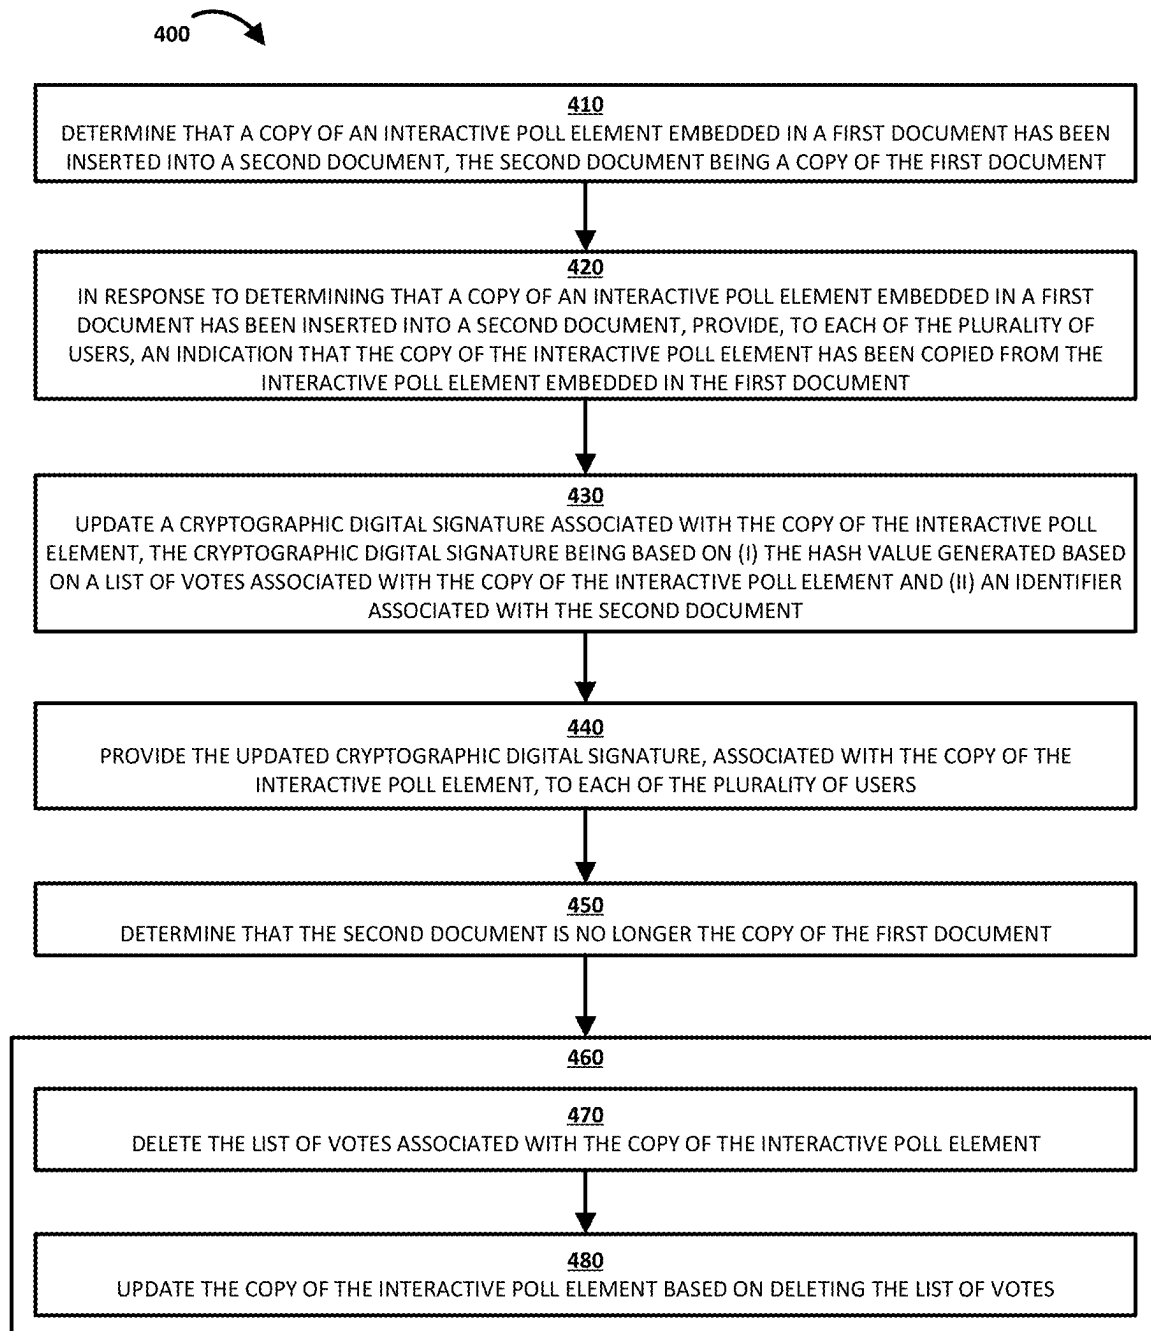 400
410
DETERMINE THAT A COPY OF AN INTERACTIVE POLL ELEMENT EMBEDDED IN A FIRST DOCUMENT HAS BEEN
INSERTED INTO A SECOND DOCUMENT, THE SECOND DOCUMENT BEING A COPY OF THE FIRST DOCUMENT
420
IN RESPONSE TO DETERMINING THAT A COPY OF AN INTERACTIVE POLL ELEMENT EMBEDDED IN A FIRST
DOCUMENT HAS BEEN INSERTED INTO A SECOND DOCUMENT, PROVIDE, TO EACH OF THE PLURALITY OF
USERS, AN INDICATION THAT THE COPY OF THE INTERACTIVE POLL ELEMENT HAS BEEN COPIED FROM THE
INTERACTIVE POLL ELEMENT EMBEDDED IN THE FIRST DOCUMENT
430
UPDATE A CRYPTOGRAPHIC DIGITAL SIGNATURE ASSOCIATED WITH THE COPY OF THE INTERACTIVE POLL
ELEMENT, THE CRYPTOGRAPHIC DIGITAL SIGNATURE BEING BASED ON (I) THE HASH VALUE GENERATED BASED
ON A LIST OF VOTES ASSOCIATED WITH THE COPY OF THE INTERACTIVE POLL ELEMENT AND (II) AN IDENTIFIER
ASSOCIATED WITH THE SECOND DOCUMENT
440
PROVIDE THE UPDATED CRYPTOGRAPHIC DIGITAL SIGNATURE, ASSOCIATED WITH THE COPY OF THE
INTERACTIVE POLL ELEMENT, TO EACH OF THE PLURALITY OF USERS
450
DETERMINE THAT THE SECOND DOCUMENT IS NO LONGER THE COPY OF THE FIRST DOCUMENT
460
470
DELETE THE LIST OF VOTES ASSOCIATED WITH THE COPY OF THE INTERACTIVE POLL ELEMENT
480
UPDATE THE COPY OF THE INTERACTIVE POLL ELEMENT BASED ON DELETING THE LIST OF VOTES